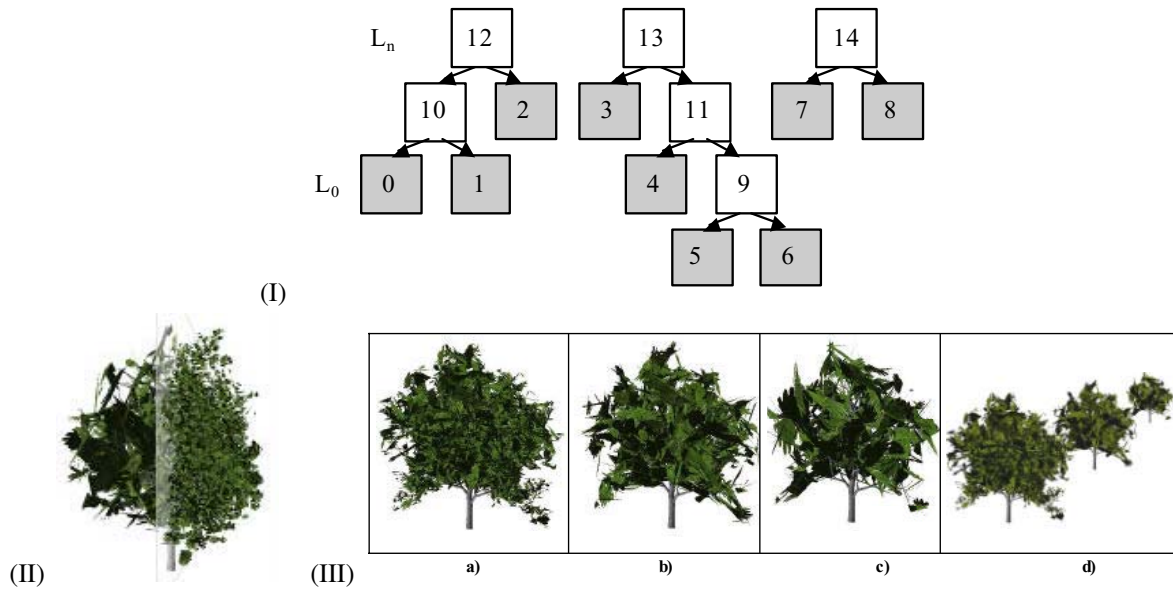 Lₙ 12 13 14
10 2 3 11 7 8
L₀ 0 1 4 9
5 6
(I)
(II) (III) a) b) c) d)